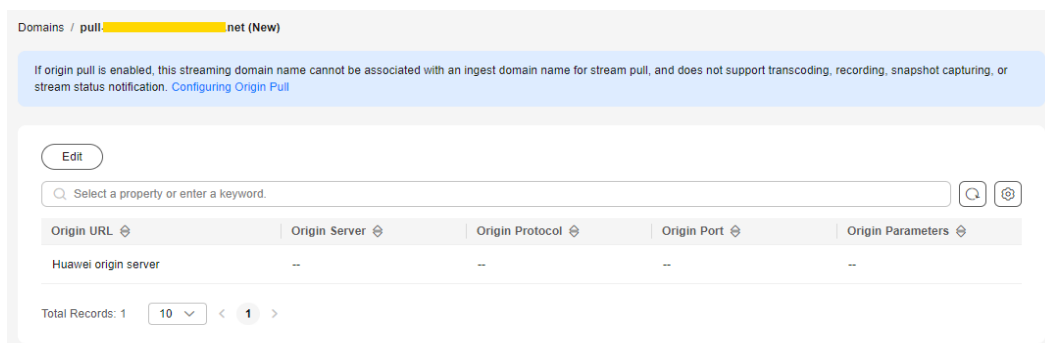 Domains / pull- .net (New)
If origin pull is enabled, this streaming domain name cannot be associated with an ingest domain name for stream pull, and does not support transcoding, recording, snapshot capturing, or
stream status notification. Configuring Origin Pull
Edit
Select a property or enter a keyword.
Origin URL Origin Server Origin Protocol Origin Port Origin Parameters
Huawei origin server -- -- -- --
Total Records: 1 10 < 1 >